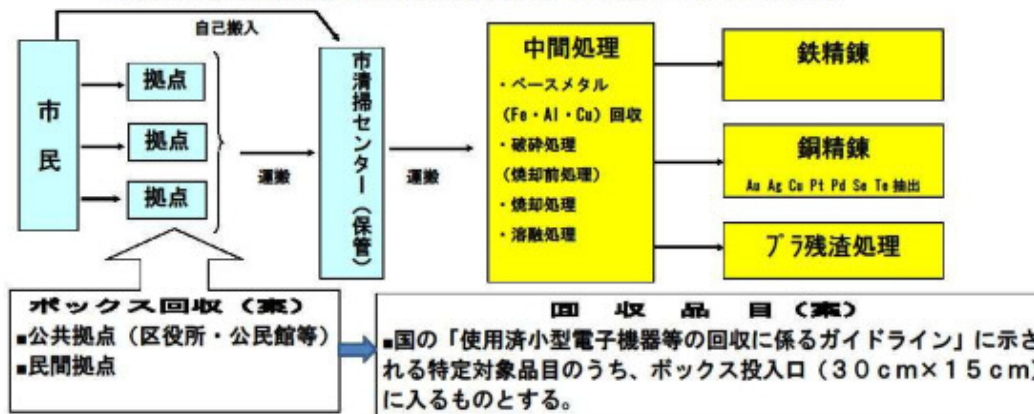 自己搬入
市民
拠点
拠点
拠点
運搬
市清掃センター（保管）
運搬
中間処理
・ベースメタル
（Fe・Al・Cu）回収
・破砕処理
（焼却前処理）
・焼却処理
・溶融処理
鉄精錬
銅精錬
Au Ag Cu Pt Pd Se Te 抽出
プラ残渣処理
ボックス回収（案）
■公共拠点（区役所・公民館等）
■民間拠点
回収品目（案）
■国の「使用済小型電子機器等の回収に係るガイドライン」に示さ
れる特定対象品目のうち、ボックス投入口（３０ｃｍ×１５ｃｍ）
に入るものとする。